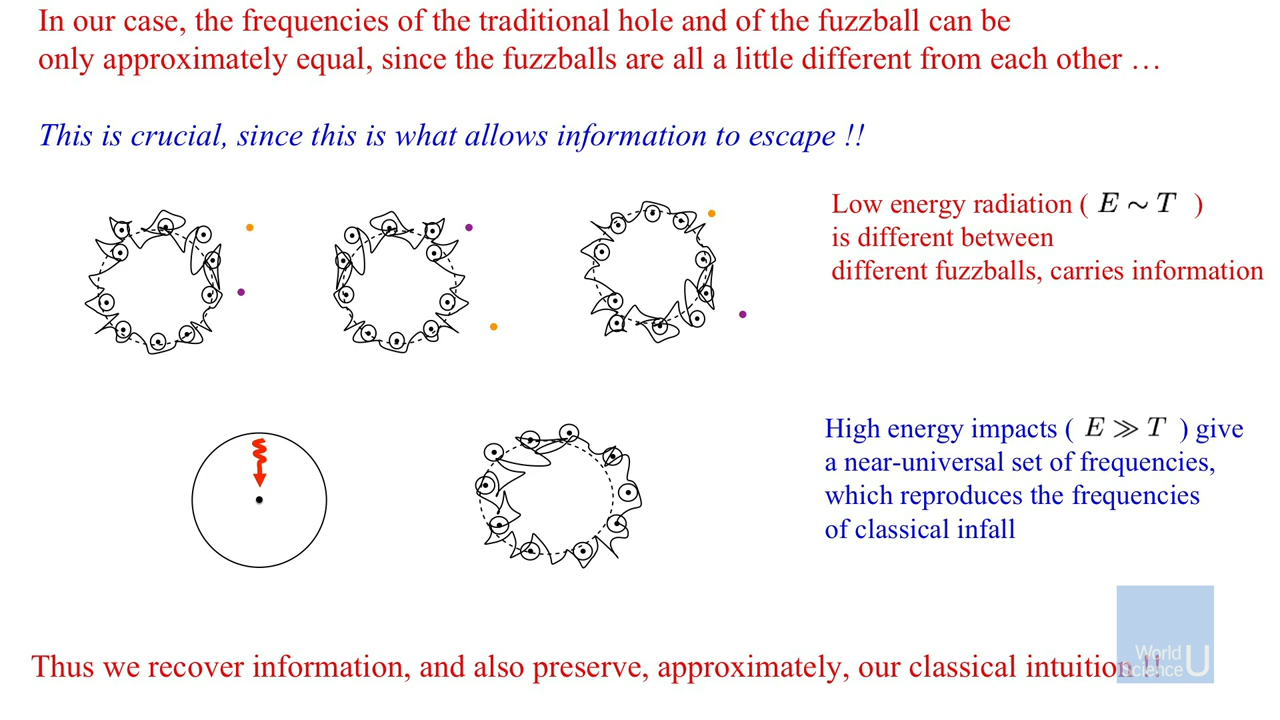 In our case, the frequencies of the traditional hole and of the fuzzball can be
only approximately equal, since the fuzzballs are all a little different from each other …
This is crucial, since this is what allows information to escape !!
Low energy radiation ( E ∼ T )
is different between
different fuzzballs, carries information
High energy impacts ( E ≫ T ) give
a near-universal set of frequencies,
which reproduces the frequencies
of classical infall
Thus we recover information, and also preserve, approximately, our classical intuition !!
World
Science U